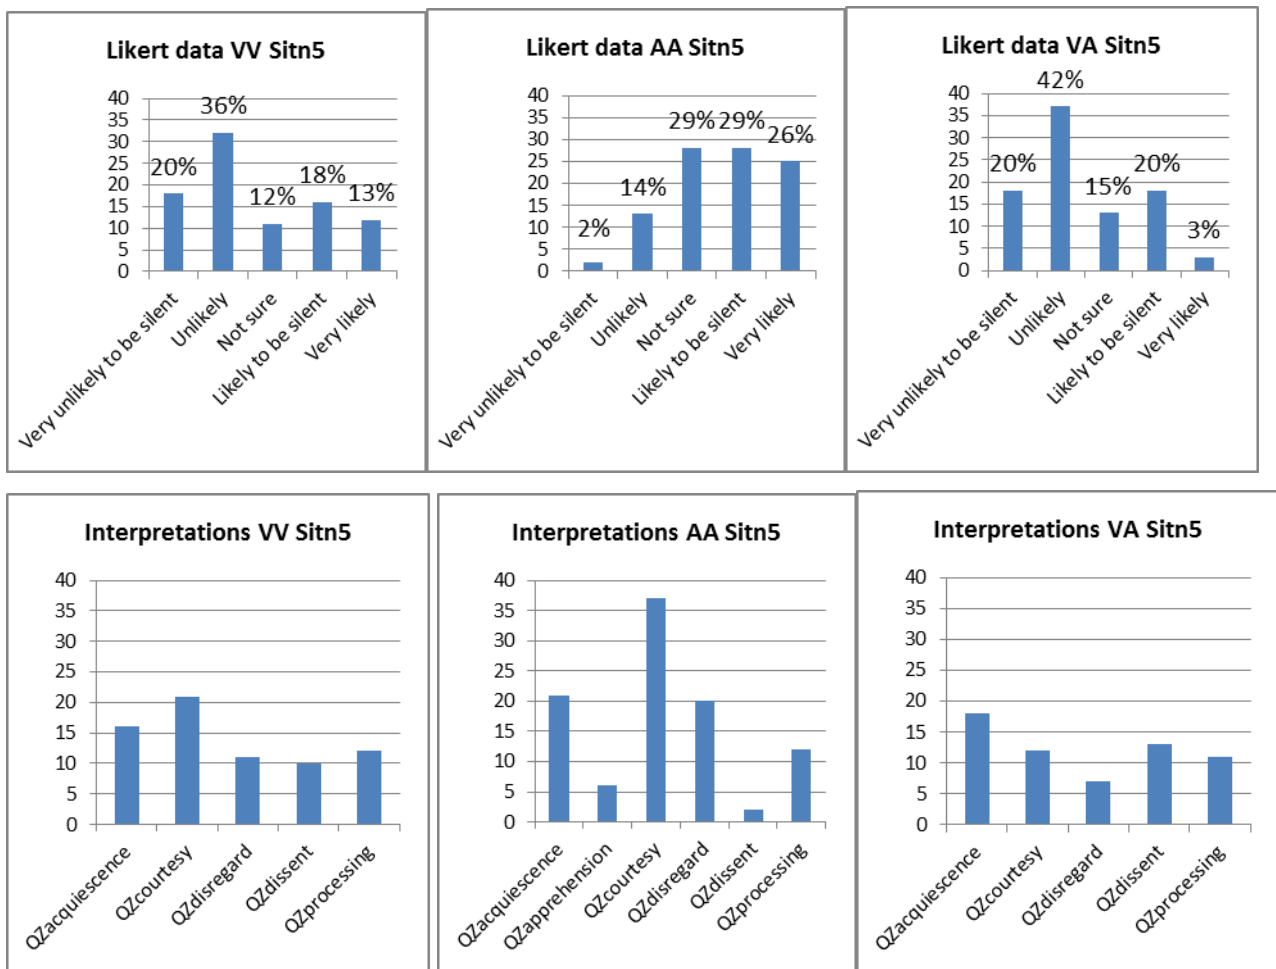 Likert data VV Sitn5
40
35
30
25
20
15
10
5
0
20%
36%
12%
18%
13%
Very unlikely to be silent
Unlikely
Not sure
Likely to be silent
Very likely
Likert data AA Sitn5
40
35
30
25
20
15
10
5
0
2%
14%
29%
29%
26%
Very unlikely to be silent
Unlikely
Not sure
Likely to be silent
Very likely
Likert data VA Sitn5
40
35
30
25
20
15
10
5
0
20%
42%
15%
20%
3%
Very unlikely to be silent
Unlikely
Not sure
Likely to be silent
Very likely
Interpretations VV Sitn5
40
35
30
25
20
15
10
5
0
QZacquiescence
QZcourtesy
QZdisregard
QZdissent
QZprocessing
Interpretations AA Sitn5
40
35
30
25
20
15
10
5
0
QZacquiescence
QZapprehension
QZcourtesy
QZdisregard
QZdissent
QZprocessing
Interpretations VA Sitn5
40
35
30
25
20
15
10
5
0
QZacquiescence
QZcourtesy
QZdisregard
QZdissent
QZprocessing